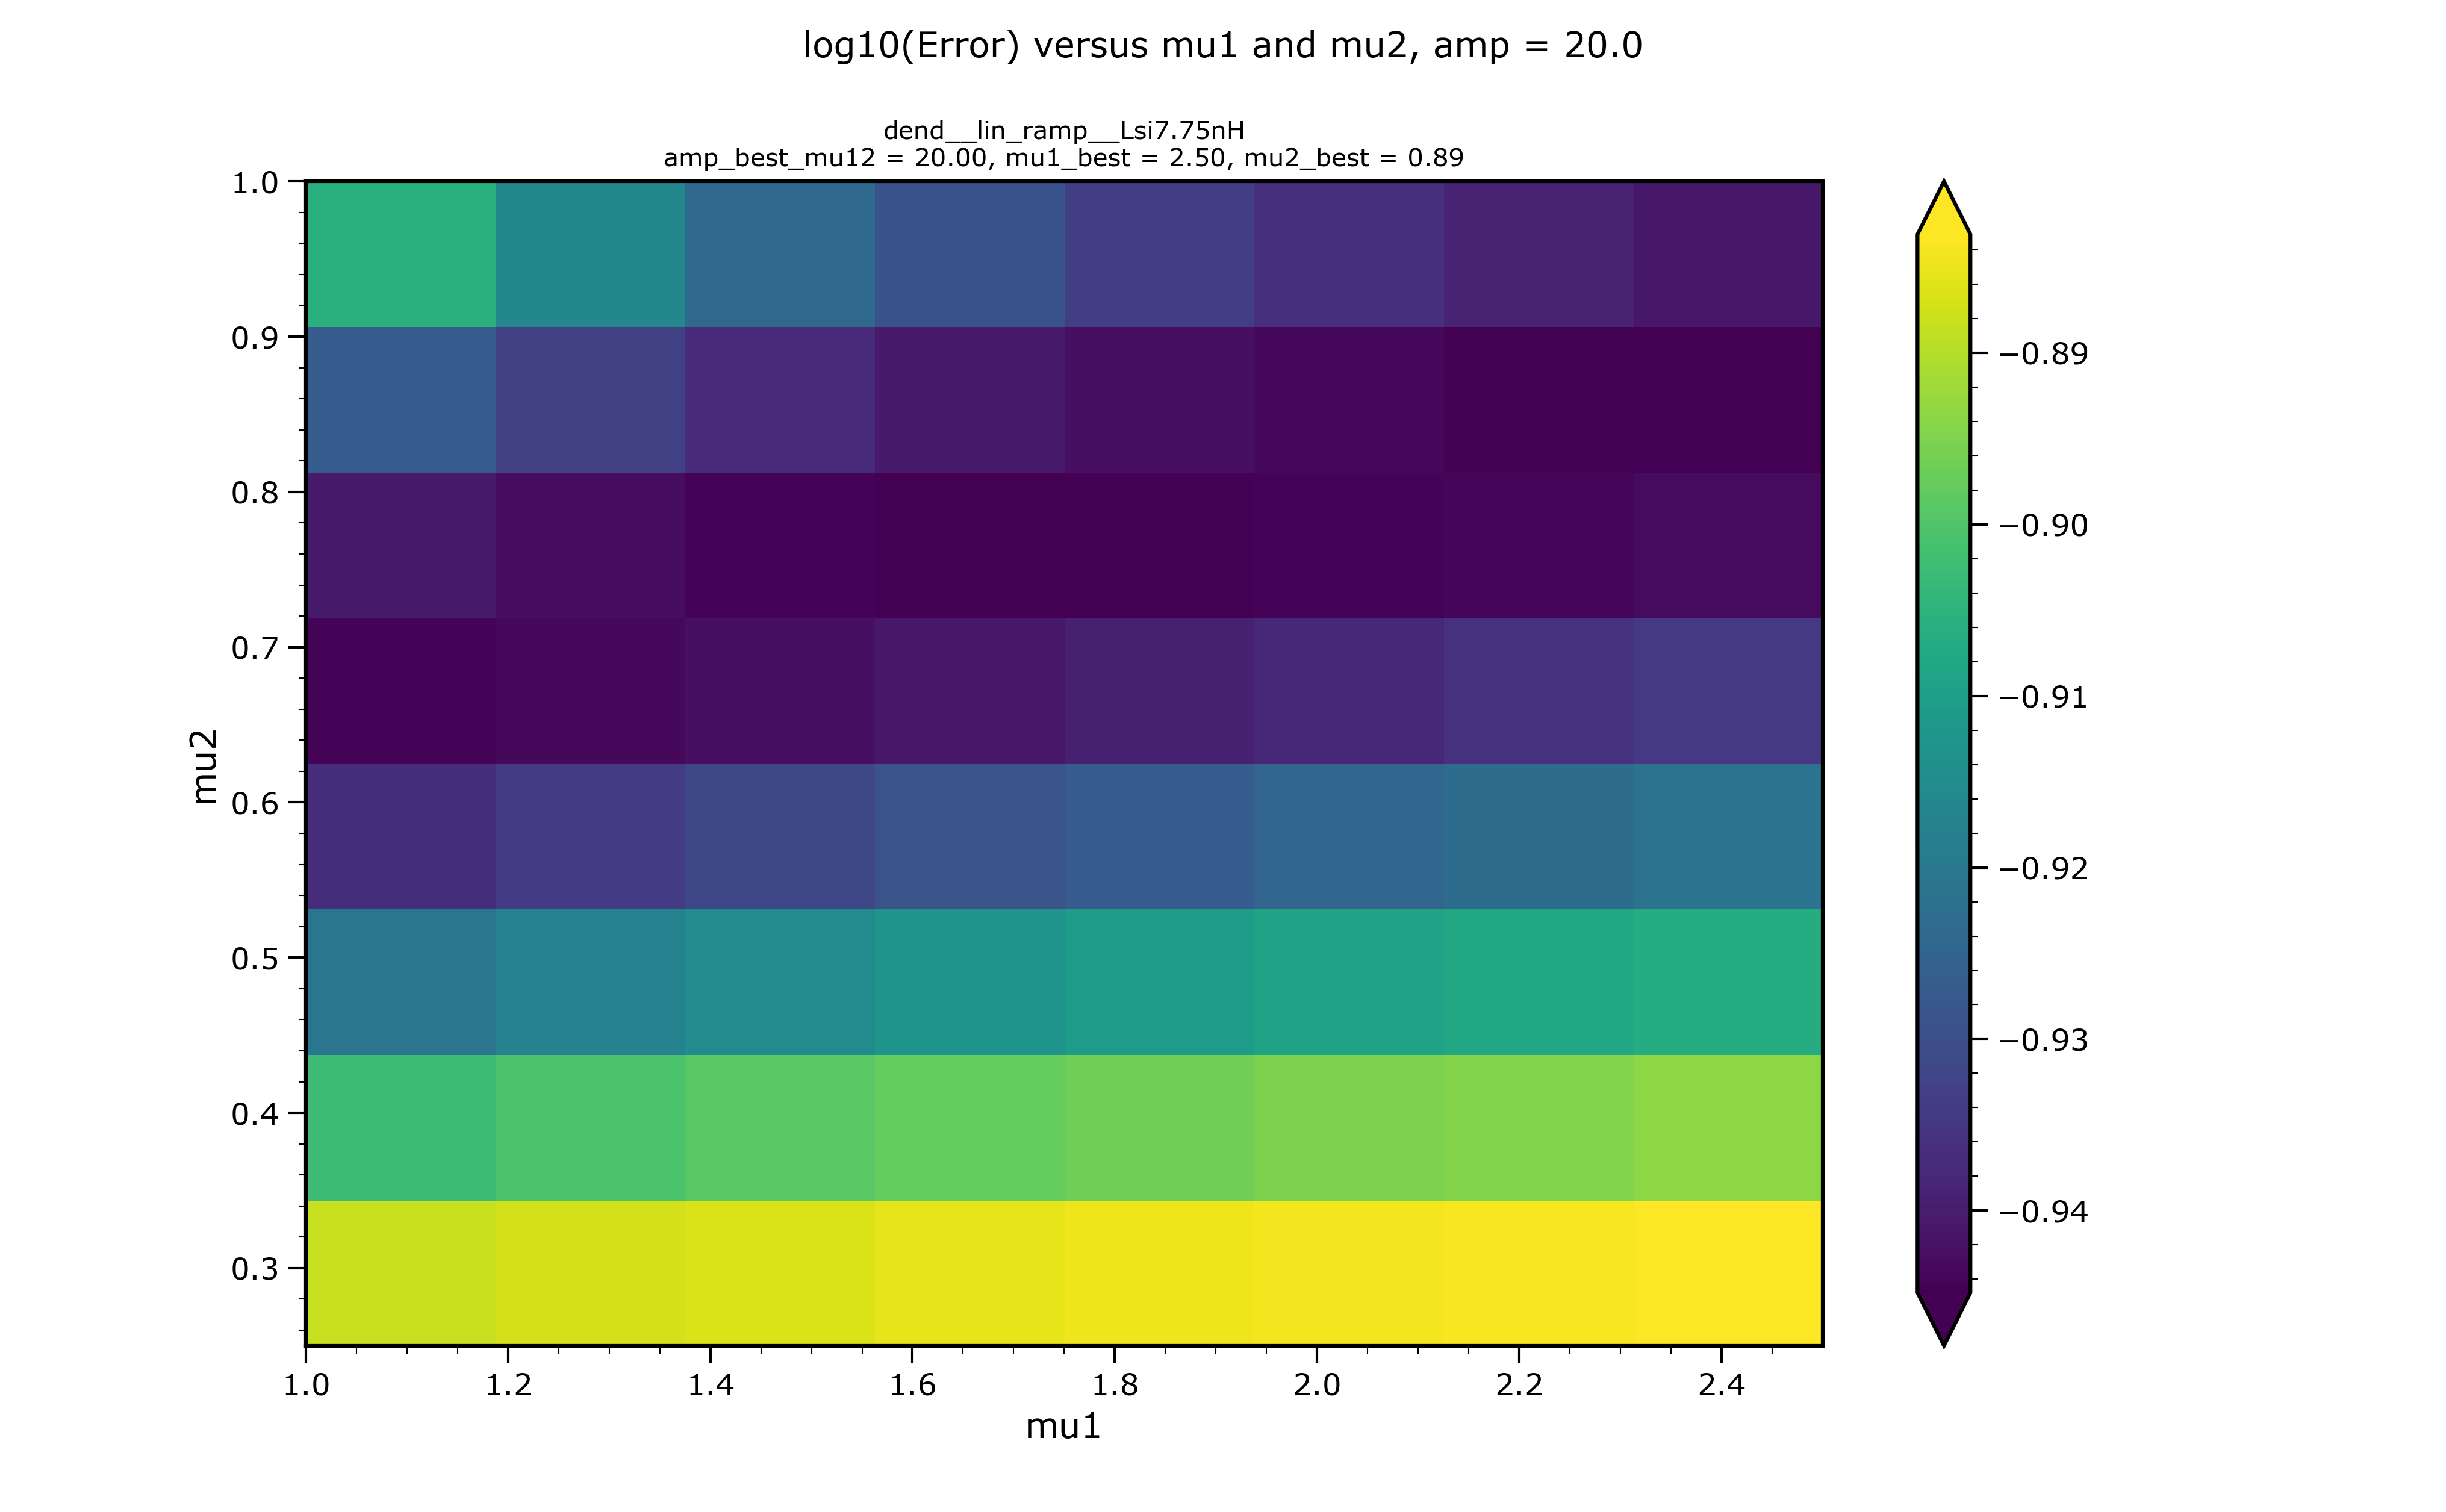 log10(Error) versus mu1 and mu2, amp = 20.0
dend__lin_ramp__Lsi7.75nH
amp_best_mu12 = 20.00, mu1_best = 2.50, mu2_best = 0.89
1.0
0.9
0.8
0.7
0.6
0.5
0.4
0.3
mu2
1.0 1.2 1.4 1.6 1.8 2.0 2.2 2.4
mu1
−0.89
−0.90
−0.91
−0.92
−0.93
−0.94